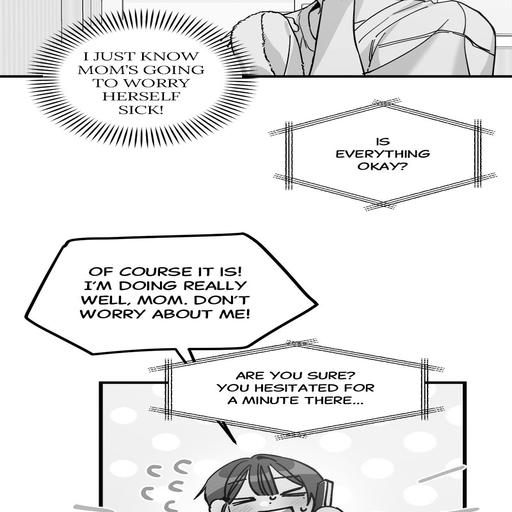 I JUST KNOW
MOM'S GOING
TO WORRY
HERSELF
SICK!
IS
EVERYTHING
OKAY?
OF COURSE IT IS!
I'M DOING REALLY
WELL, MOM. DON'T
WORRY ABOUT ME!
ARE YOU SURE?
YOU HESITATED FOR
A MINUTE THERE...